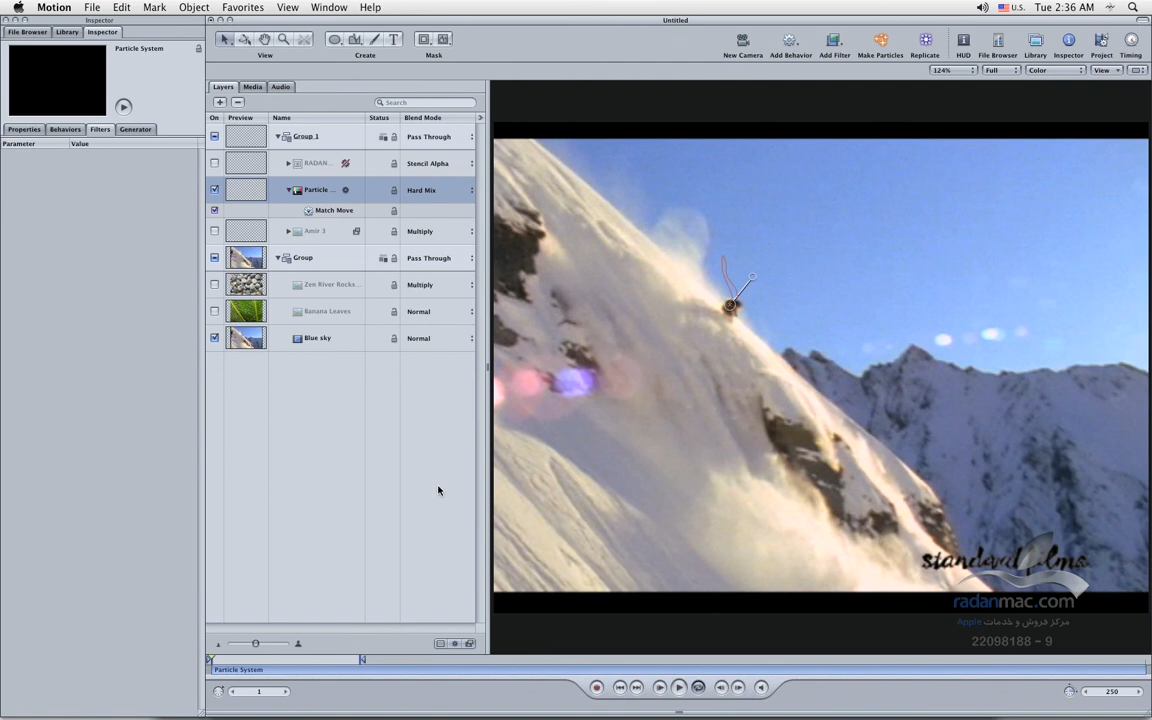 Motion File Edit Mark Object Favorites View Window Help U.S. Tue 2:36 AM
Inspector Untitled
File Browser Library Inspector
Particle System
View Create Mask New Camera Add Behavior Add Filter Make Particles Replicate HUD File Browser Library Inspector Project Timing
124% Full Color View
Layers Media Audio
Search
On Preview Name Status Blend Mode
Properties Behaviors Filters Generator
Parameter Value
Group 1 Pass Through
RADAN... Stencil Alpha
Particle ... Hard Mix
Match Move
Amir 3 Multiply
Group Pass Through
Zen River Rocks... Multiply
Banana Leaves Normal
Blue sky Normal
standard films
radanmac.com
مرکز فروش و خدمات Apple
22098188 - 9
Particle System
1 250